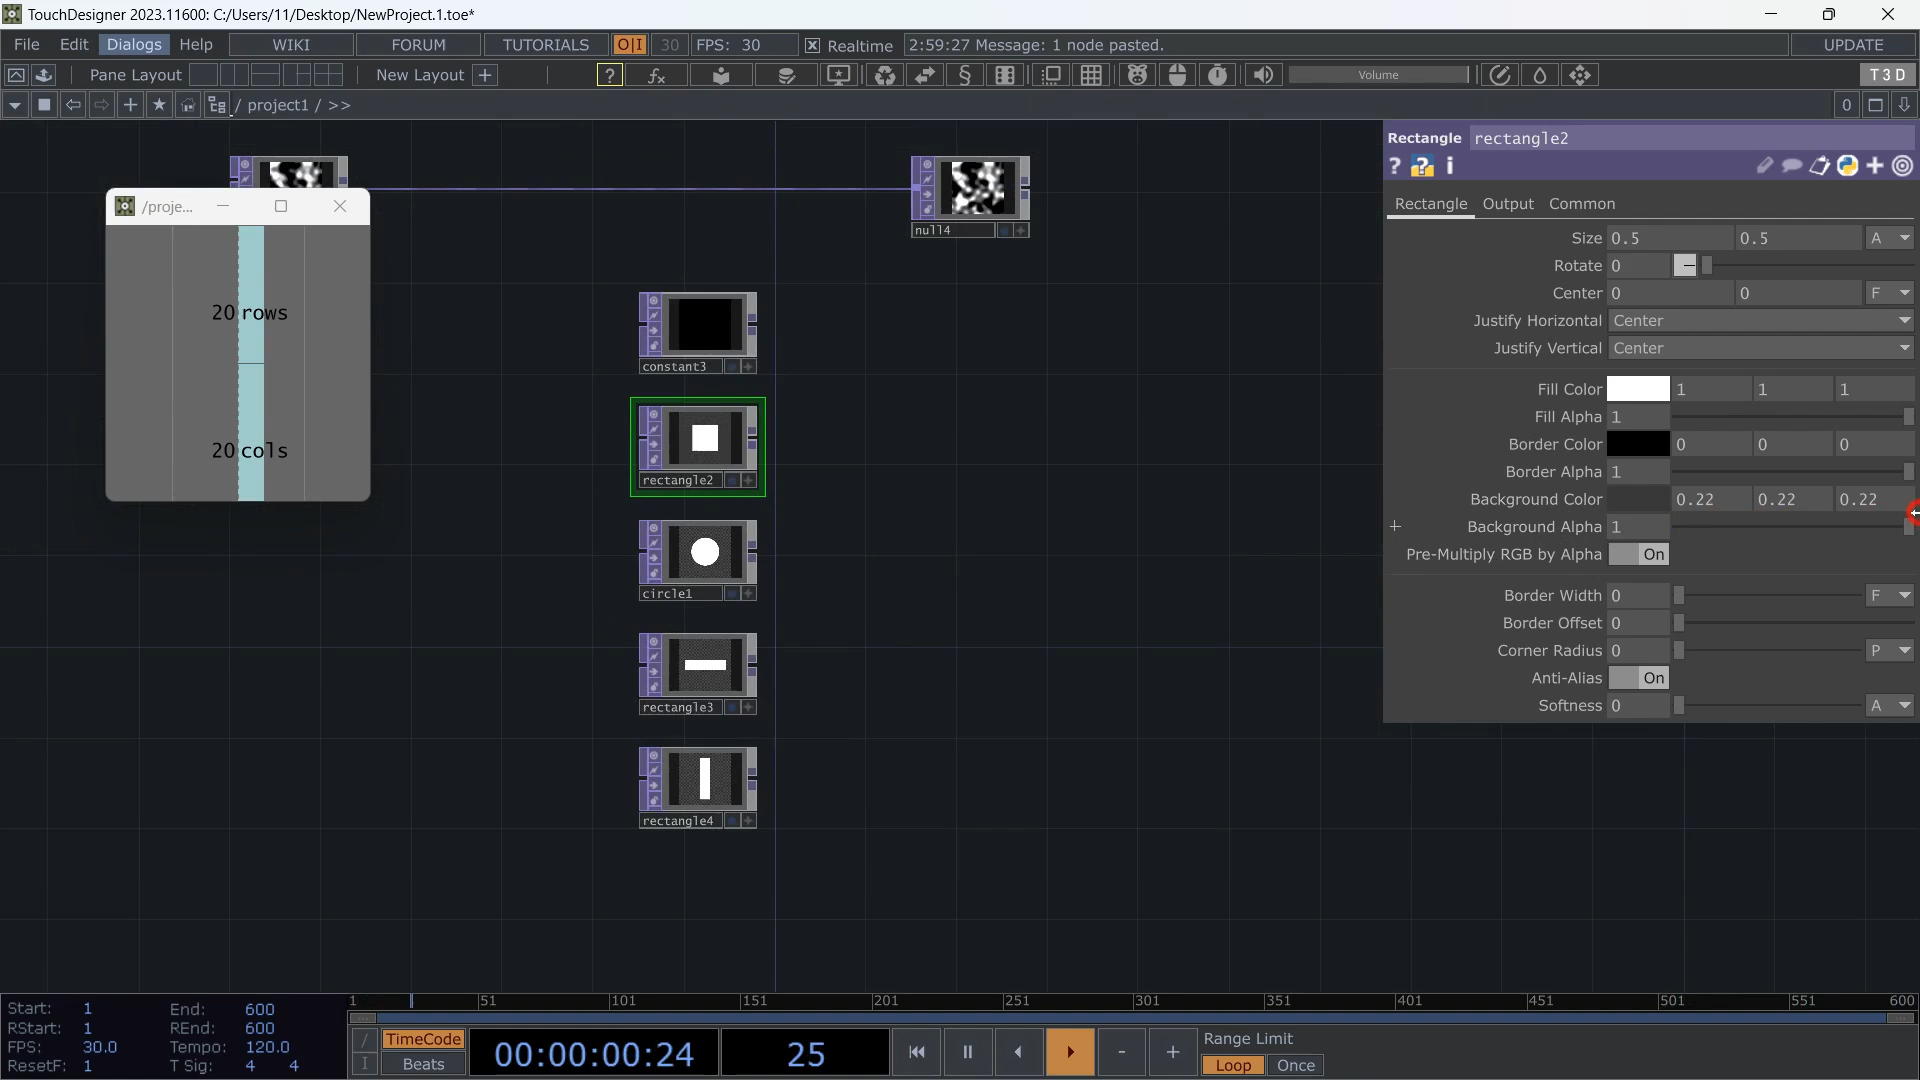 TouchDesigner 2023.11600: C:/Users/11/Desktop/NewProject.1.toe*
File Edit Dialogs Help WIKI FORUM TUTORIALS O|I 30 FPS: 30 Realtime 2:59:27 Message: 1 node pasted. UPDATE
Pane Layout New Layout + ? fx § Volume T3D
/ project1 / >> 0
Rectangle rectangle2
? ? i
Rectangle Output Common
Size 0.5 0.5 A
Rotate 0
Center 0 0 F
Justify Horizontal Center
Justify Vertical Center
Fill Color 1 1 1
Fill Alpha 1
Border Color 0 0 0
Border Alpha 1
Background Color 0.22 0.22 0.22
+ Background Alpha 1
Pre-Multiply RGB by Alpha On
Border Width 0 F
Border Offset 0
Corner Radius 0 P
Anti-Alias On
Softness 0 A
/proje...
20 rows
20 cols
null4
constant3
rectangle2
circle1
rectangle3
rectangle4
1 51 101 151 201 251 301 351 401 451 501 551 600
Start: 1 End: 600
RStart: 1 REnd: 600
FPS: 30.0 Tempo: 120.0
ResetF: 1 T Sig: 4 4
/ TimeCode
I Beats
00:00:00:24 25 - +
Range Limit
Loop Once